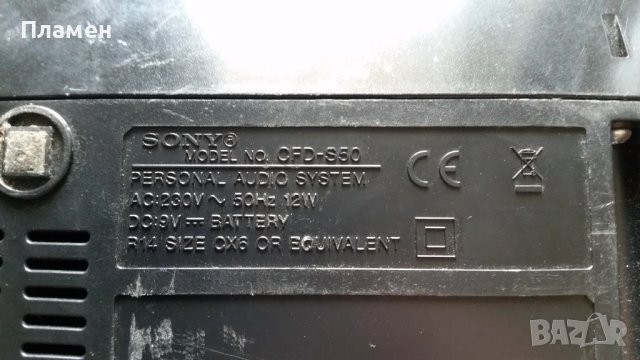 Пламен
SONY®
MODEL NO. CFD-S50
PERSONAL AUDIO SYSTEM
AC:230V ~ 50Hz 12W
DC:9V ⎓ BATTERY
R14 SIZE CX6 OR EQUIVALENT
CE
BAZAR